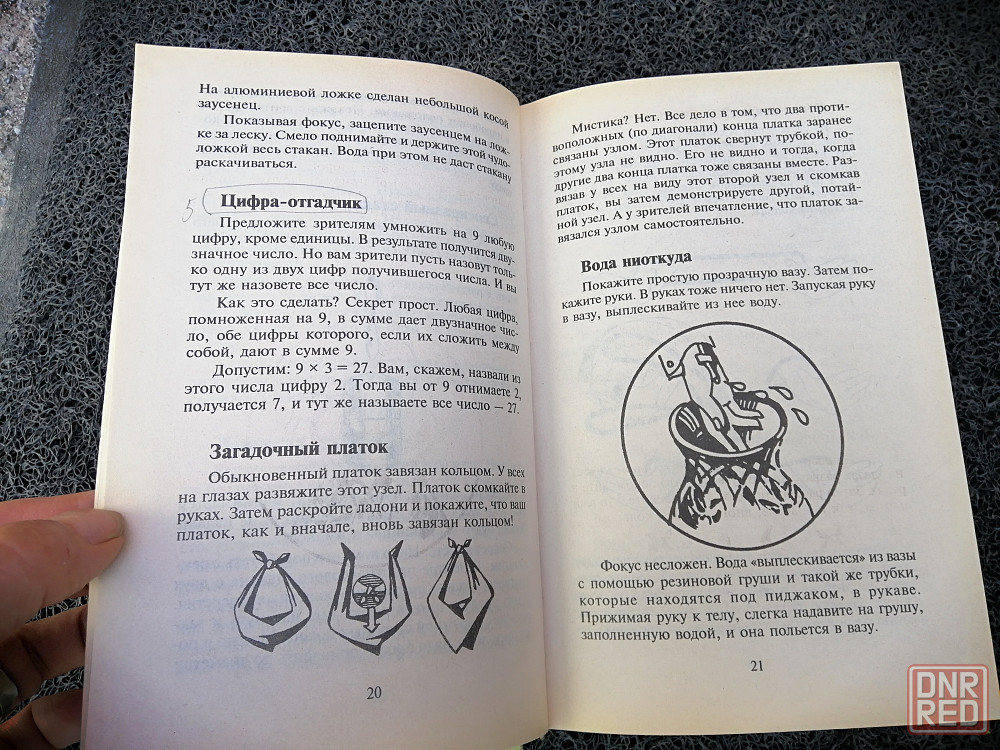 На алюминиевой ложке сделан небольшой косой
заусенец.
Показывая фокус, зацепите заусенцем на лож-
ке за леску. Смело поднимайте и держите этой чудо-
ложкой весь стакан. Вода при этом не даст стакану
раскачиваться.
5 Цифра-отгадчик
Предложите зрителям умножить на 9 любую
цифру, кроме единицы. В результате получится дву-
значное число. Но вам зрители пусть назовут толь-
ко одну из двух цифр получившегося числа. И вы
тут же назовете все число.
Как это сделать? Секрет прост. Любая цифра,
помноженная на 9, в сумме дает двузначное чис-
ло, обе цифры которого, если их сложить между
собой, дают в сумме 9.
Допустим: 9 × 3 = 27. Вам, скажем, назвали из
этого числа цифру 2. Тогда вы от 9 отнимаете 2,
получается 7, и тут же называете все число — 27.
Загадочный платок
Обыкновенный платок завязан кольцом. У всех
на глазах развяжите этот узел. Платок скомкайте в
руках. Затем раскройте ладони и покажите, что ваш
платок, как и вначале, вновь завязан кольцом!
20
Мистика? Нет. Все дело в том, что два проти-
воположных (по диагонали) конца платка заранее
связаны узлом. Этот платок свернут трубкой, по-
этому узла не видно. Его не видно и тогда, когда
другие два конца платка тоже связаны вместе. Раз-
вязав у всех на виду этот второй узел и скомкав
платок, вы затем демонстрируете другой, потай-
ной узел. А у зрителей впечатление, что платок за-
вязался узлом самостоятельно.
Вода ниоткуда
Покажите простую прозрачную вазу. Затем по-
кажите руки. В руках тоже ничего нет. Запуская руку
в вазу, выплескивайте из нее воду.
Фокус несложен. Вода «выплескивается» из вазы
с помощью резиновой груши и такой же трубки,
которые находятся под пиджаком, в рукаве.
Прижимая руку к телу, слегка надавите на грушу,
заполненную водой, и она польется в вазу.
21
DNR
RED